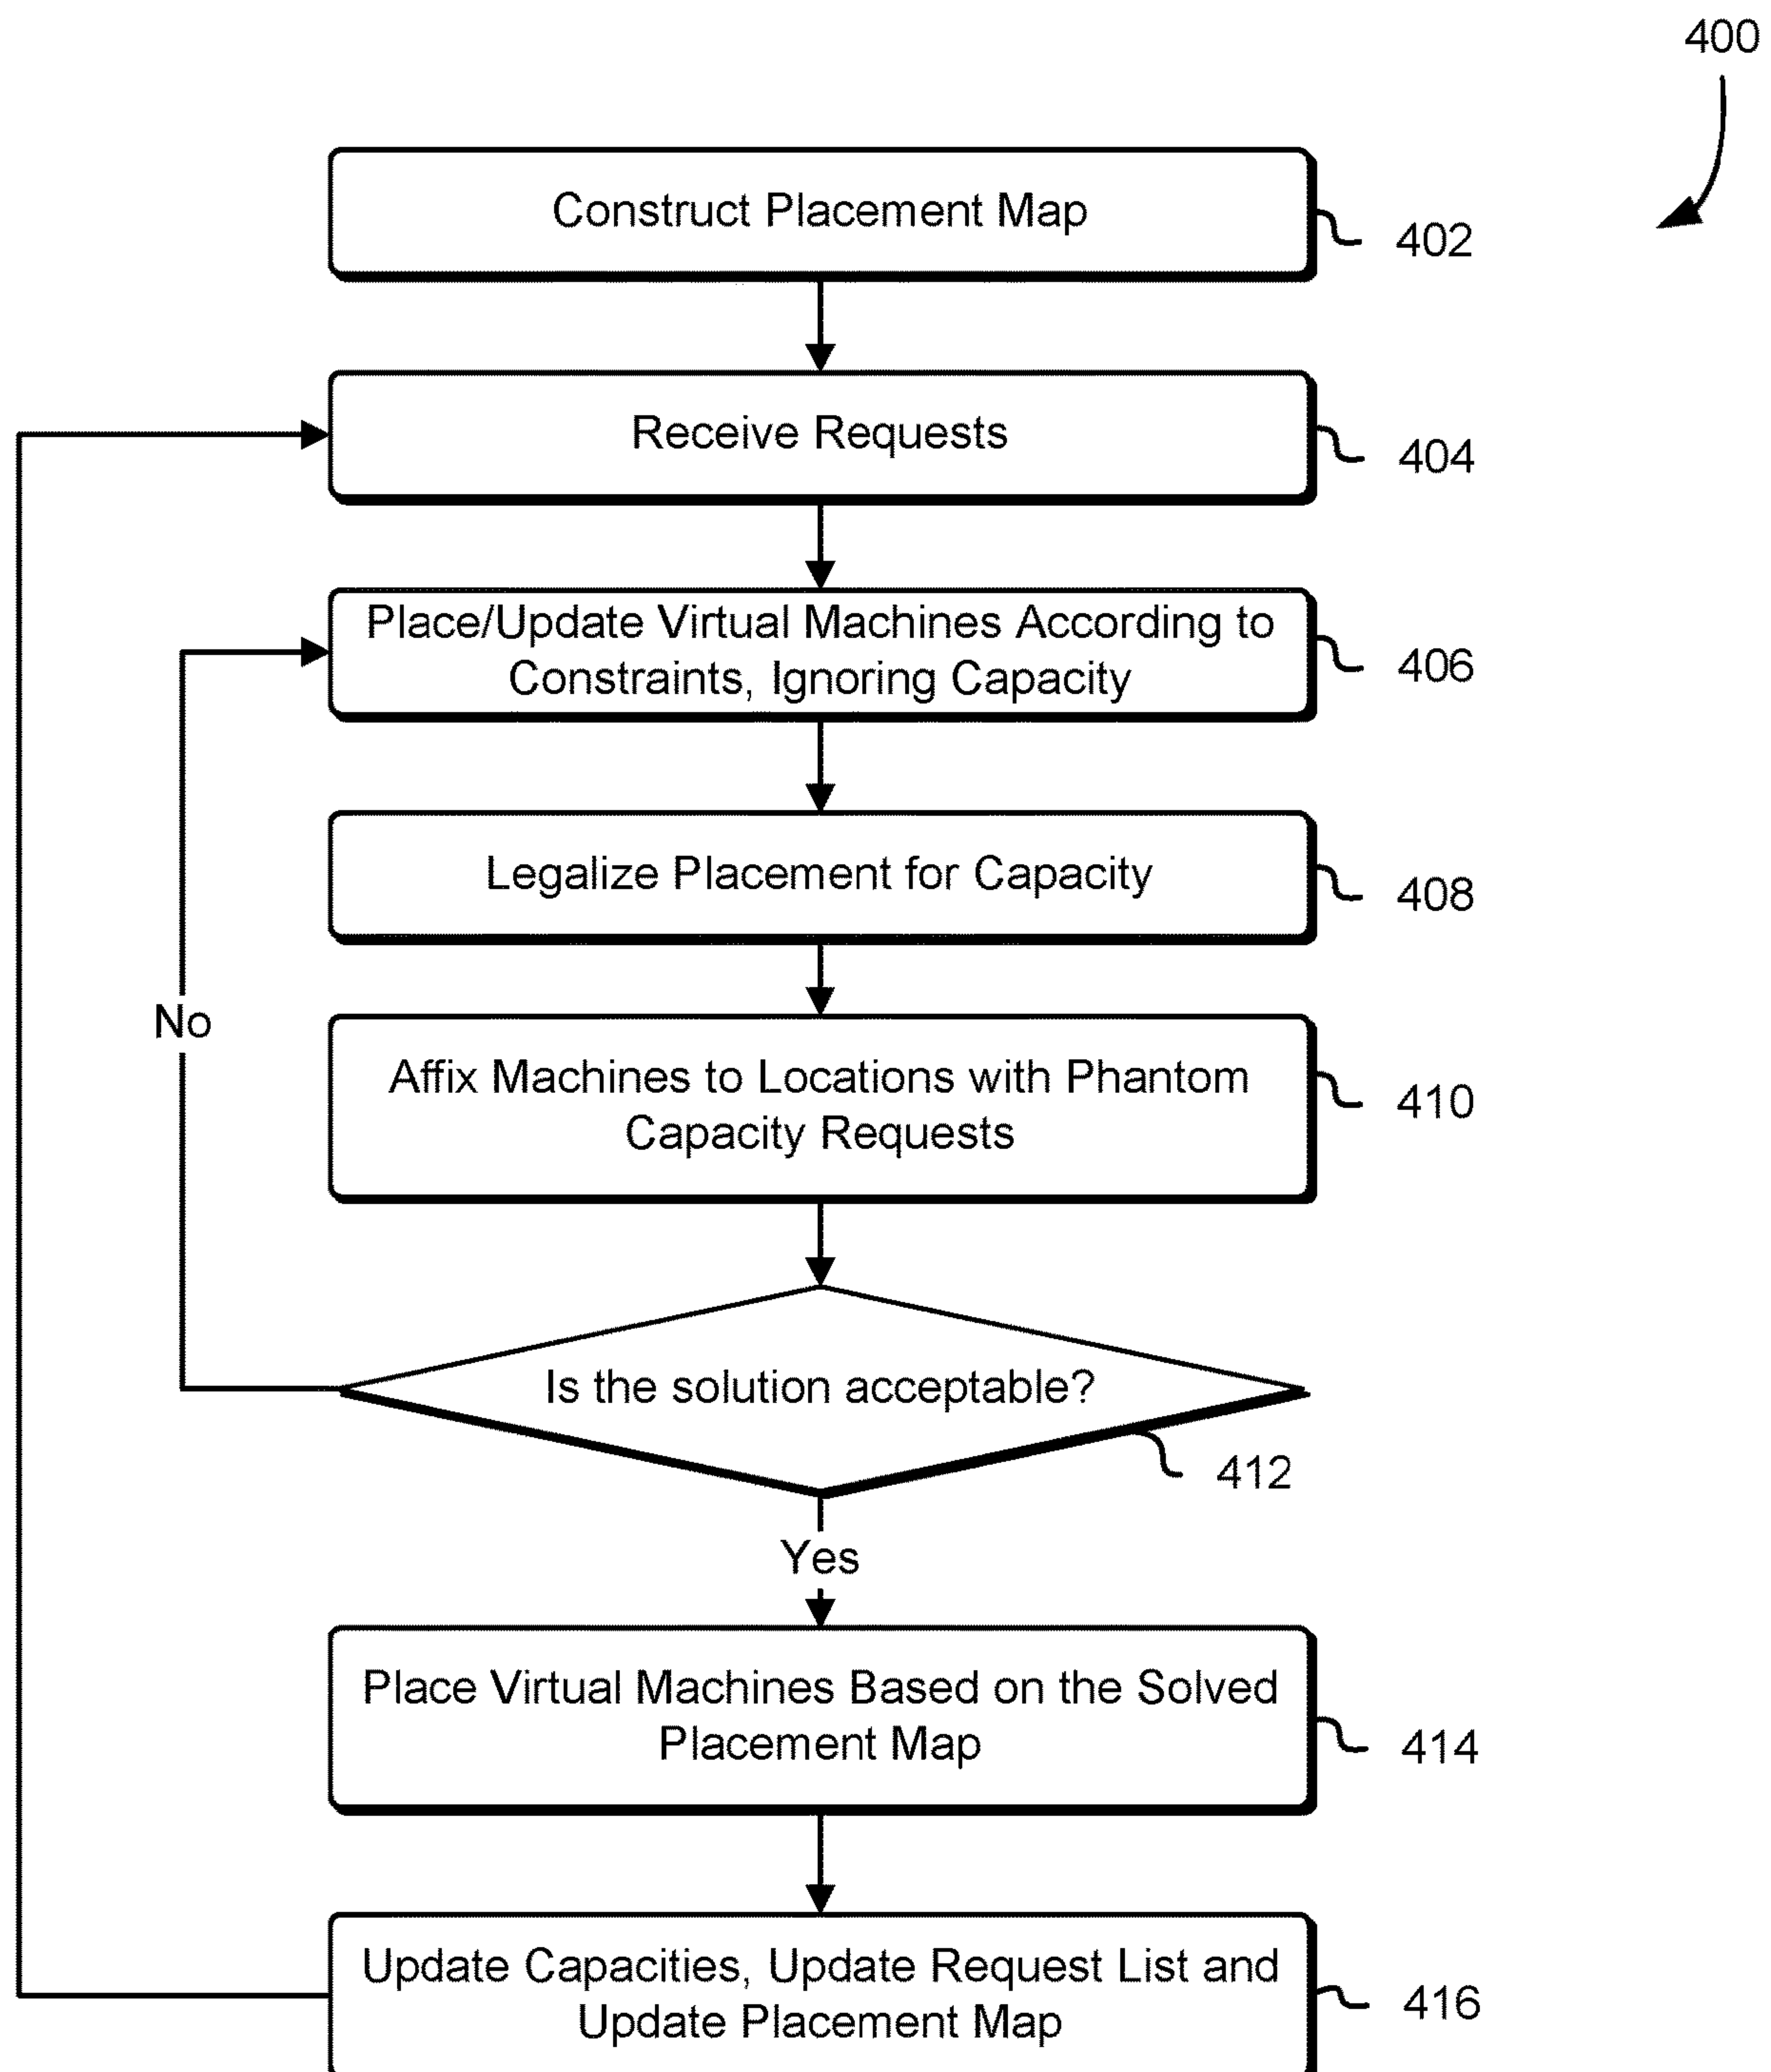 400
Construct Placement Map
402
Receive Requests
404
Place/Update Virtual Machines According to
Constraints, Ignoring Capacity
406
Legalize Placement for Capacity
408
No
Affix Machines to Locations with Phantom
Capacity Requests
410
Is the solution acceptable?
412
Yes
Place Virtual Machines Based on the Solved
Placement Map
414
Update Capacities, Update Request List and
Update Placement Map
416